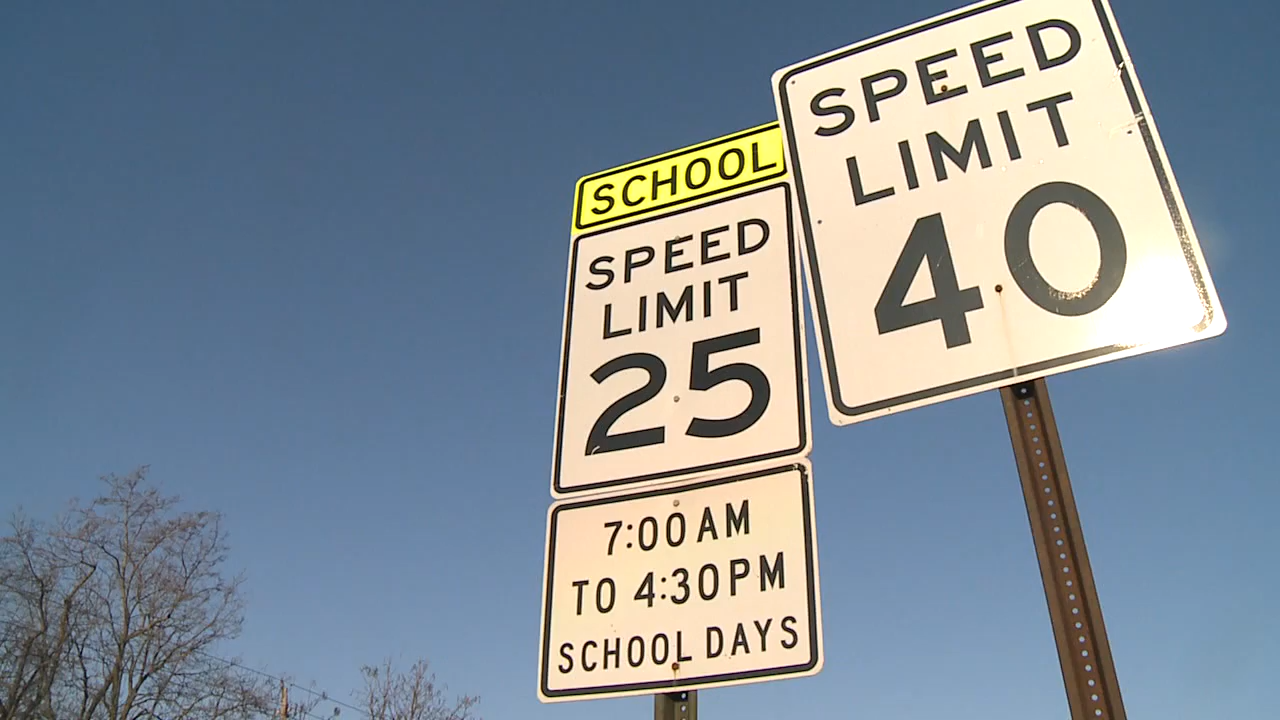 SCHOOL
SPEED
LIMIT
25
7:00 AM
TO 4:30 PM
SCHOOL DAYS
SPEED
LIMIT
40